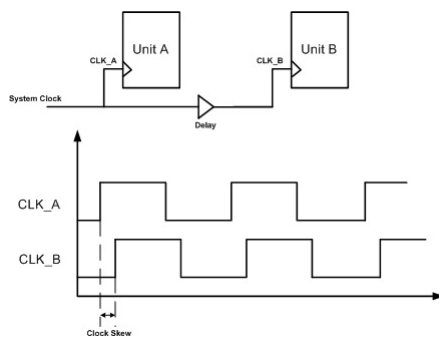 Unit A
Unit B
CLK_A
CLK_B
System Clock
Delay
CLK_A
CLK_B
Clock Skew